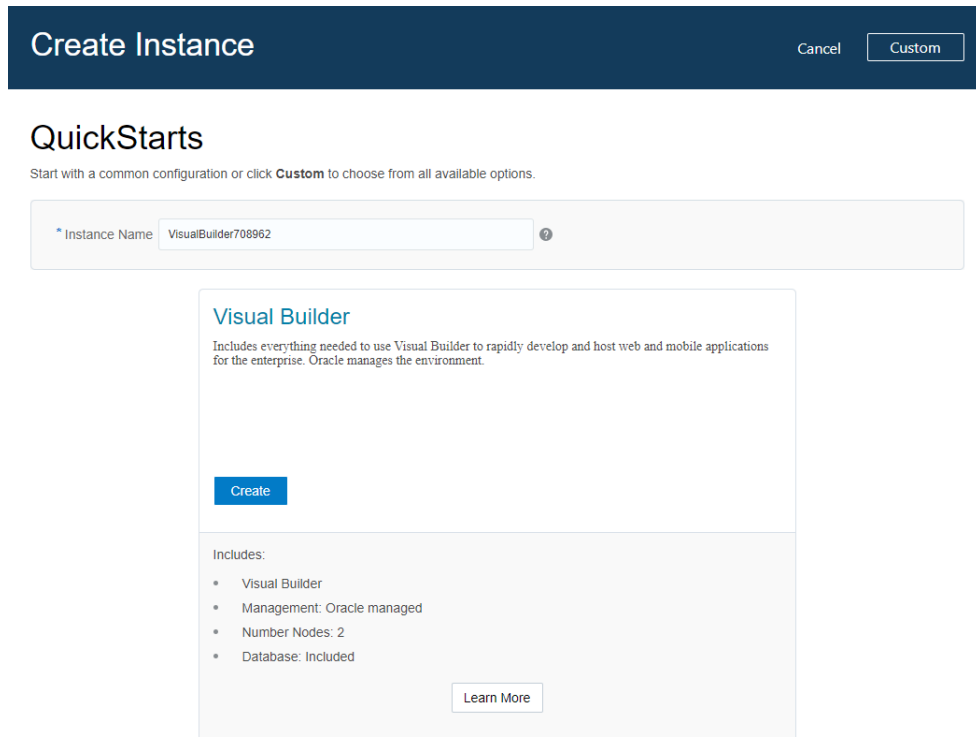 Create Instance
Cancel
Custom
QuickStarts
Start with a common configuration or click Custom to choose from all available options.
* Instance Name
VisualBuilder708962
?
Visual Builder
Includes everything needed to use Visual Builder to rapidly develop and host web and mobile applications
for the enterprise. Oracle manages the environment.
Create
Includes:
• Visual Builder
• Management: Oracle managed
• Number Nodes: 2
• Database: Included
Learn More